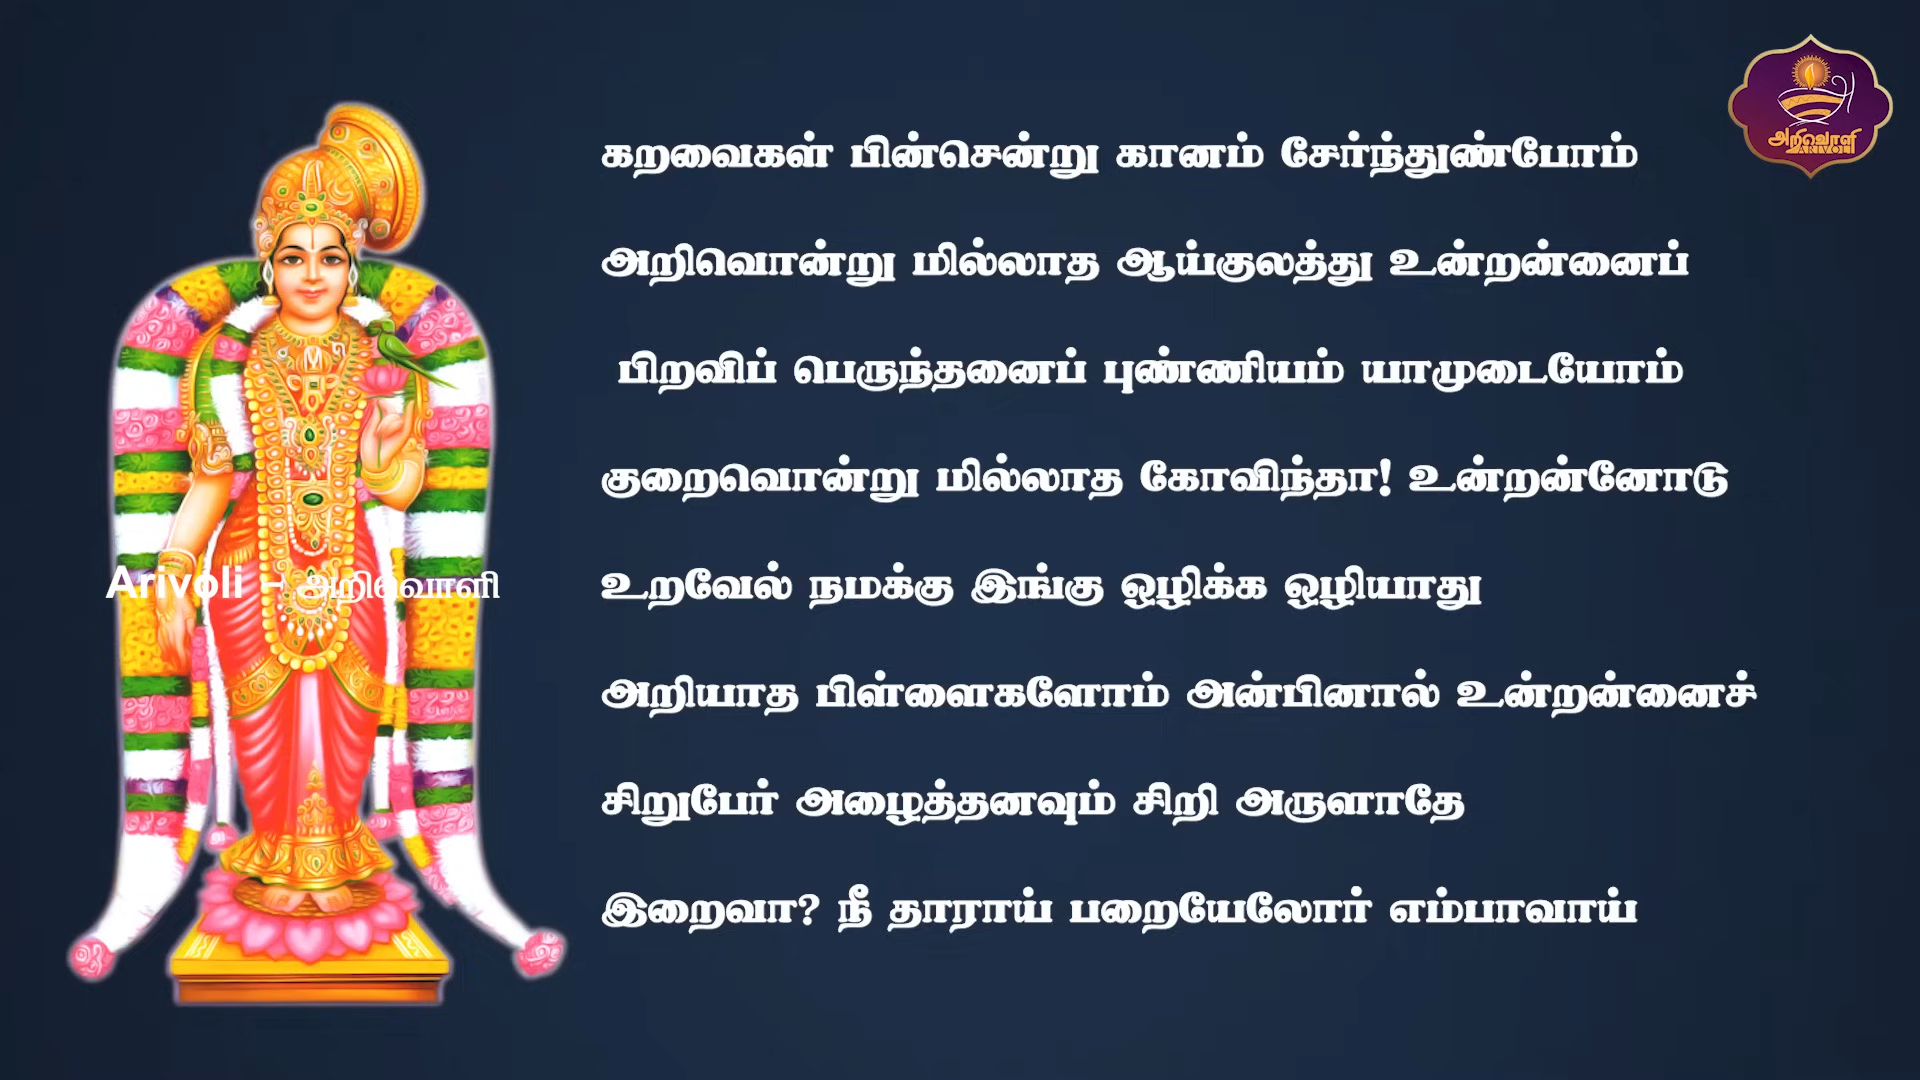 கறவைகள் பின்சென்று கானம் சேர்ந்துண்போம்
அறிவொன்று மில்லாத ஆய்குலத்து உன்றன்னைப்
பிறவிப் பெருந்தனைப் புண்ணியம் யாமுடையோம்
குறைவொன்று மில்லாத கோவிந்தா! உன்றன்னோடு
உறவேல் நமக்கு இங்கு ஒழிக்க ஒழியாது
அறியாத பிள்ளைகளோம் அன்பினால் உன்றன்னைச்
சிறுபேர் அழைத்தனவும் சிறி அருளாதே
இறைவா? நீ தாராய் பறையேலோர் எம்பாவாய்
Arivoli - அறிவொளி
அறிவொளி
ARIVOLI